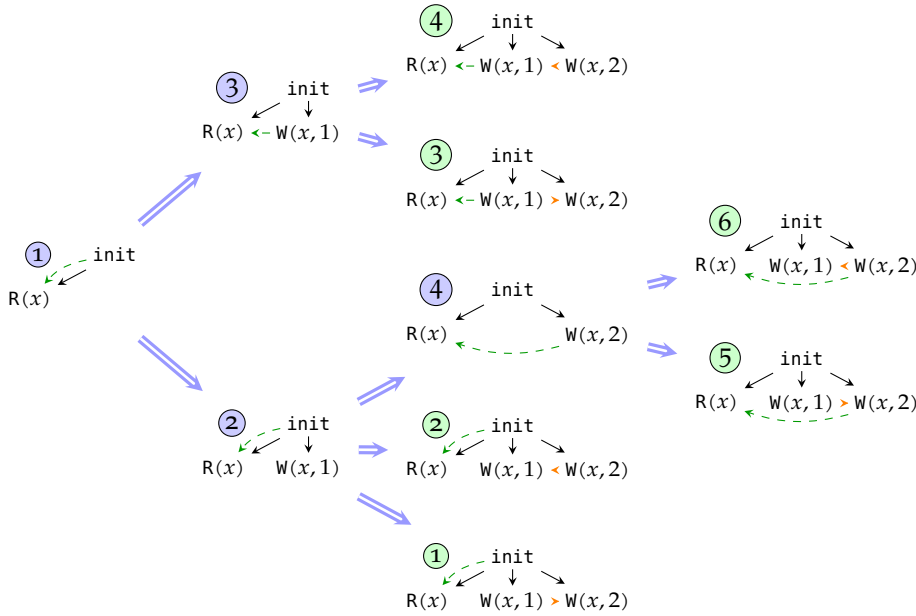 4 init
R(x) W(x,1) W(x,2)
3 init
R(x) W(x,1)
3 init
R(x) W(x,1) W(x,2)
1 init
R(x)
6 init
R(x) W(x,1) W(x,2)
4 init
R(x) W(x,2)
5 init
R(x) W(x,1) W(x,2)
2 init
R(x) W(x,1)
2 init
R(x) W(x,1) W(x,2)
1 init
R(x) W(x,1) W(x,2)